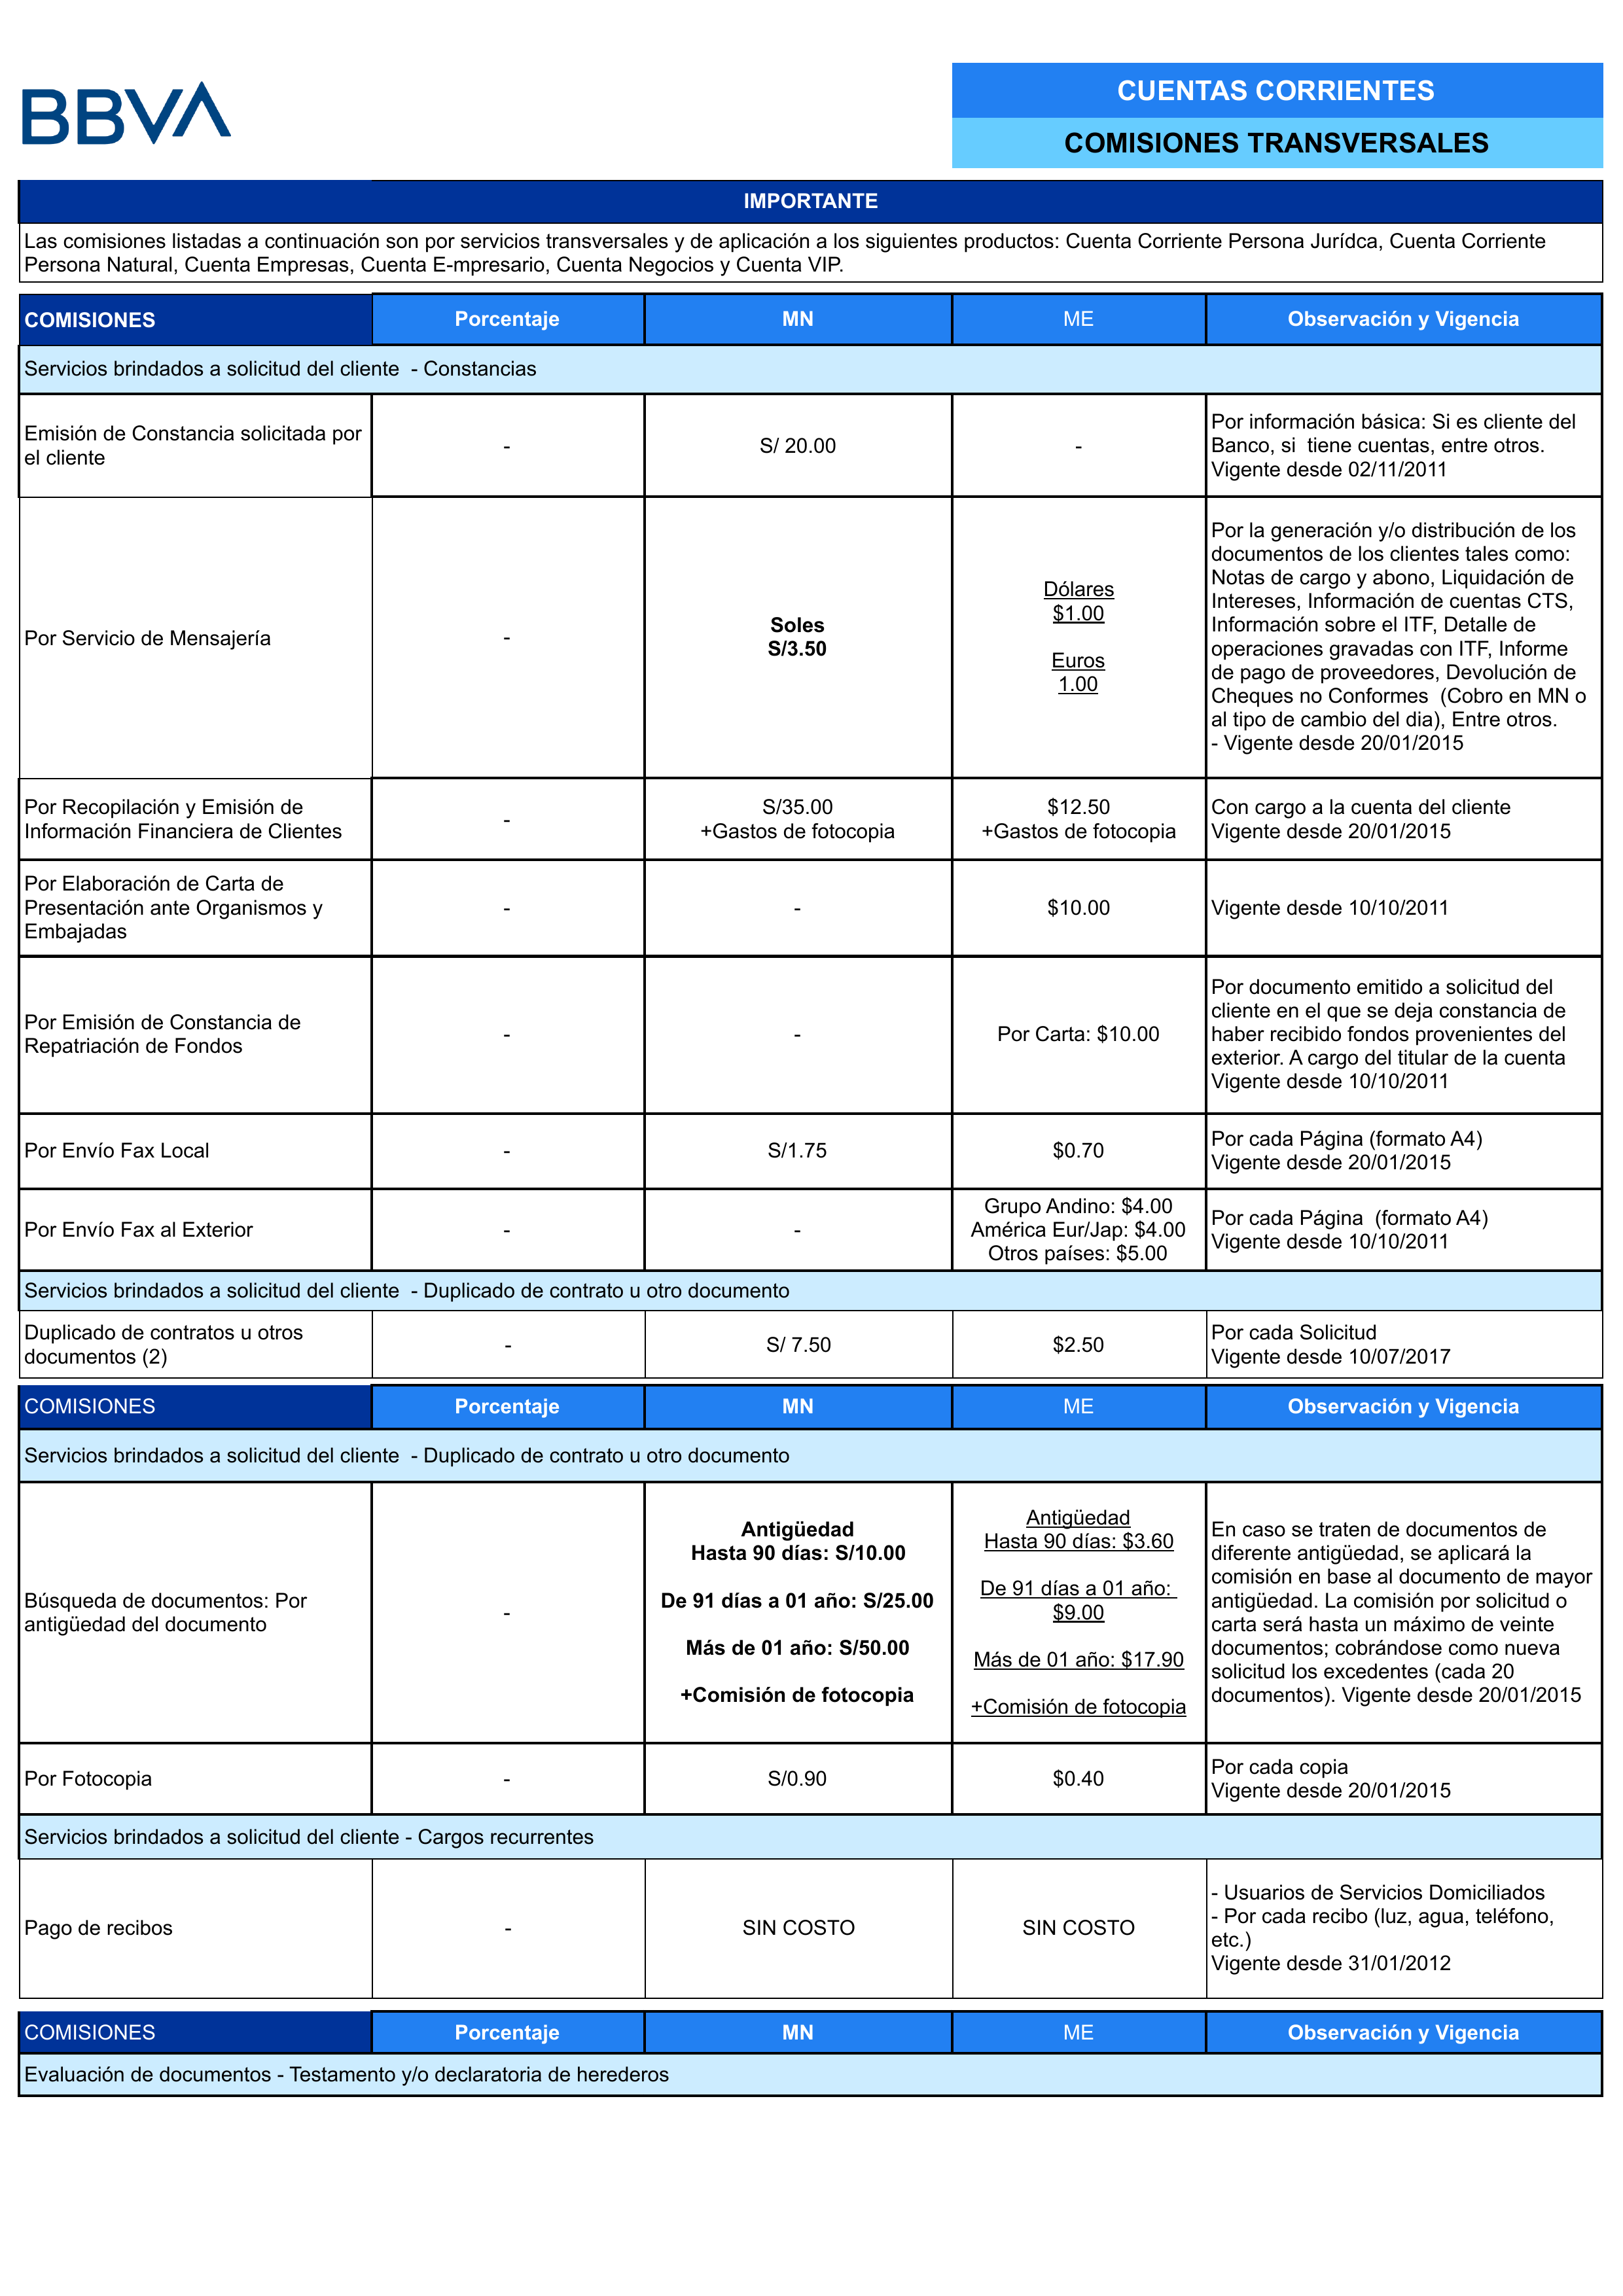 BBVA
CUENTAS CORRIENTES
COMISIONES TRANSVERSALES
IMPORTANTE
Las comisiones listadas a continuación son por servicios transversales y de aplicación a los siguientes productos: Cuenta Corriente Persona Jurídca, Cuenta Corriente
Persona Natural, Cuenta Empresas, Cuenta E-mpresario, Cuenta Negocios y Cuenta VIP.
COMISIONES Porcentaje MN ME Observación y Vigencia
Servicios brindados a solicitud del cliente  - Constancias
Emisión de Constancia solicitada por
el cliente
-
S/ 20.00
-
Por información básica: Si es cliente del
Banco, si  tiene cuentas, entre otros.
Vigente desde 02/11/2011
Por Servicio de Mensajería
-
Soles
S/3.50
Dólares
$1.00
Euros
1.00
Por la generación y/o distribución de los
documentos de los clientes tales como:
Notas de cargo y abono, Liquidación de
Intereses, Información de cuentas CTS,
Información sobre el ITF, Detalle de
operaciones gravadas con ITF, Informe
de pago de proveedores, Devolución de
Cheques no Conformes  (Cobro en MN o
al tipo de cambio del dia), Entre otros.
- Vigente desde 20/01/2015
Por Recopilación y Emisión de
Información Financiera de Clientes
-
S/35.00
+Gastos de fotocopia
$12.50
+Gastos de fotocopia
Con cargo a la cuenta del cliente
Vigente desde 20/01/2015
Por Elaboración de Carta de
Presentación ante Organismos y
Embajadas
-
-
$10.00
Vigente desde 10/10/2011
Por Emisión de Constancia de
Repatriación de Fondos
-
-
Por Carta: $10.00
Por documento emitido a solicitud del
cliente en el que se deja constancia de
haber recibido fondos provenientes del
exterior. A cargo del titular de la cuenta
Vigente desde 10/10/2011
Por Envío Fax Local
-
S/1.75
$0.70
Por cada Página (formato A4)
Vigente desde 20/01/2015
Por Envío Fax al Exterior
-
-
Grupo Andino: $4.00
América Eur/Jap: $4.00
Otros países: $5.00
Por cada Página  (formato A4)
Vigente desde 10/10/2011
Servicios brindados a solicitud del cliente  - Duplicado de contrato u otro documento
Duplicado de contratos u otros
documentos (2)
-
S/ 7.50
$2.50
Por cada Solicitud
Vigente desde 10/07/2017
COMISIONES Porcentaje MN ME Observación y Vigencia
Servicios brindados a solicitud del cliente  - Duplicado de contrato u otro documento
Búsqueda de documentos: Por
antigüedad del documento
-
Antigüedad
Hasta 90 días: S/10.00
De 91 días a 01 año: S/25.00
Más de 01 año: S/50.00
+Comisión de fotocopia
Antigüedad
Hasta 90 días: $3.60
De 91 días a 01 año:
$9.00
Más de 01 año: $17.90
+Comisión de fotocopia
En caso se traten de documentos de
diferente antigüedad, se aplicará la
comisión en base al documento de mayor
antigüedad. La comisión por solicitud o
carta será hasta un máximo de veinte
documentos; cobrándose como nueva
solicitud los excedentes (cada 20
documentos). Vigente desde 20/01/2015
Por Fotocopia
-
S/0.90
$0.40
Por cada copia
Vigente desde 20/01/2015
Servicios brindados a solicitud del cliente - Cargos recurrentes
Pago de recibos
-
SIN COSTO
SIN COSTO
- Usuarios de Servicios Domiciliados
- Por cada recibo (luz, agua, teléfono,
etc.)
Vigente desde 31/01/2012
COMISIONES Porcentaje MN ME Observación y Vigencia
Evaluación de documentos - Testamento y/o declaratoria de herederos